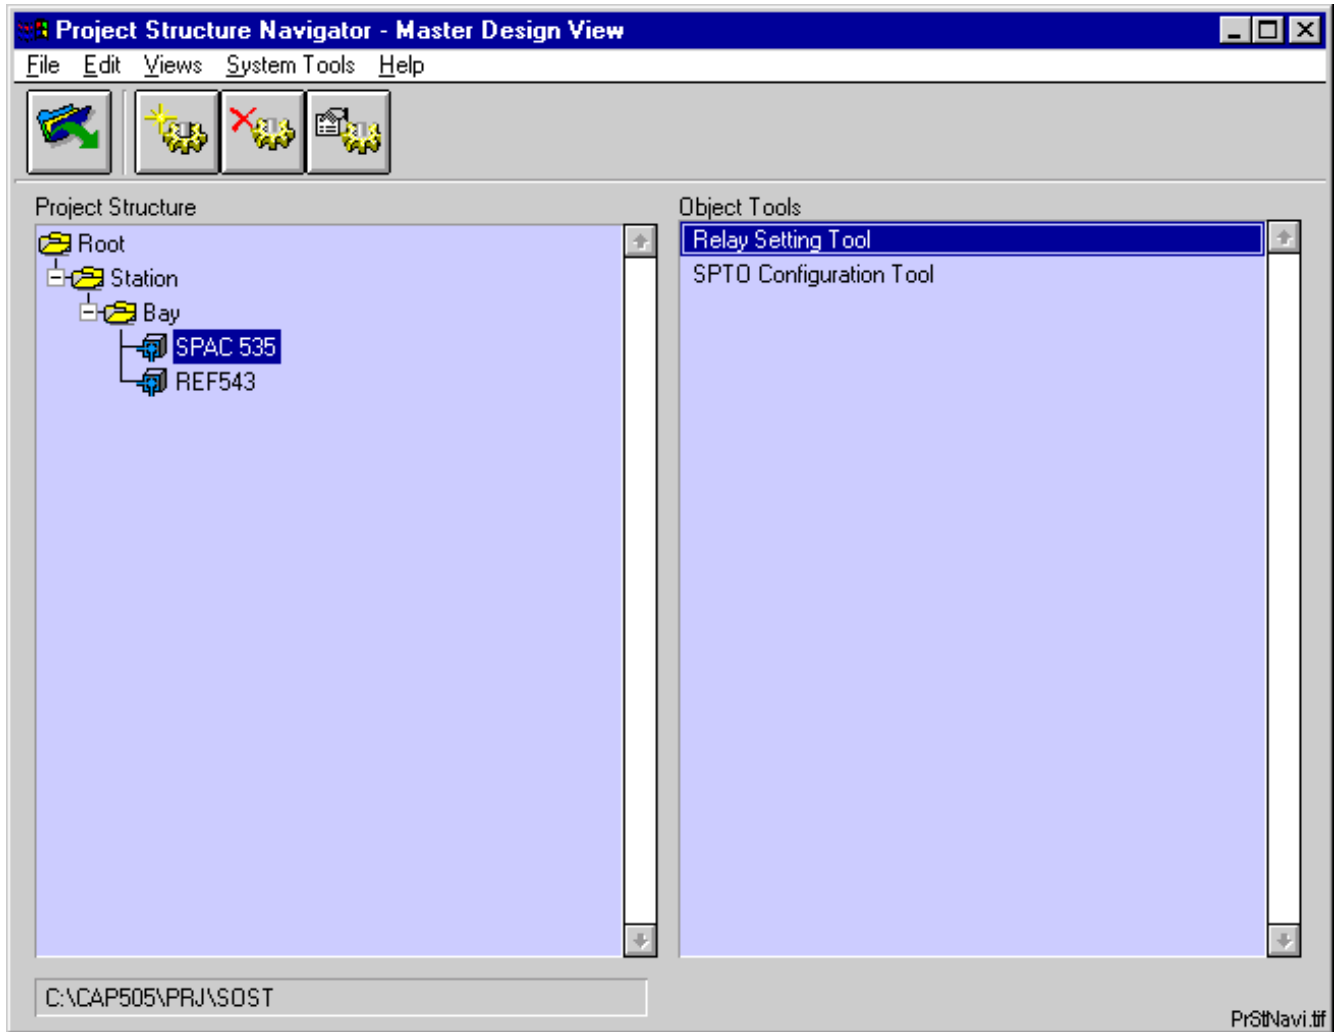 Project Structure Navigator - Master Design View
File Edit Views System Tools Help
Project Structure
Root
Station
Bay
SPAC 535
REF543
Object Tools
Relay Setting Tool
SPTO Configuration Tool
C:\CAP505\PRJ\SOST
PrStNavi.tif